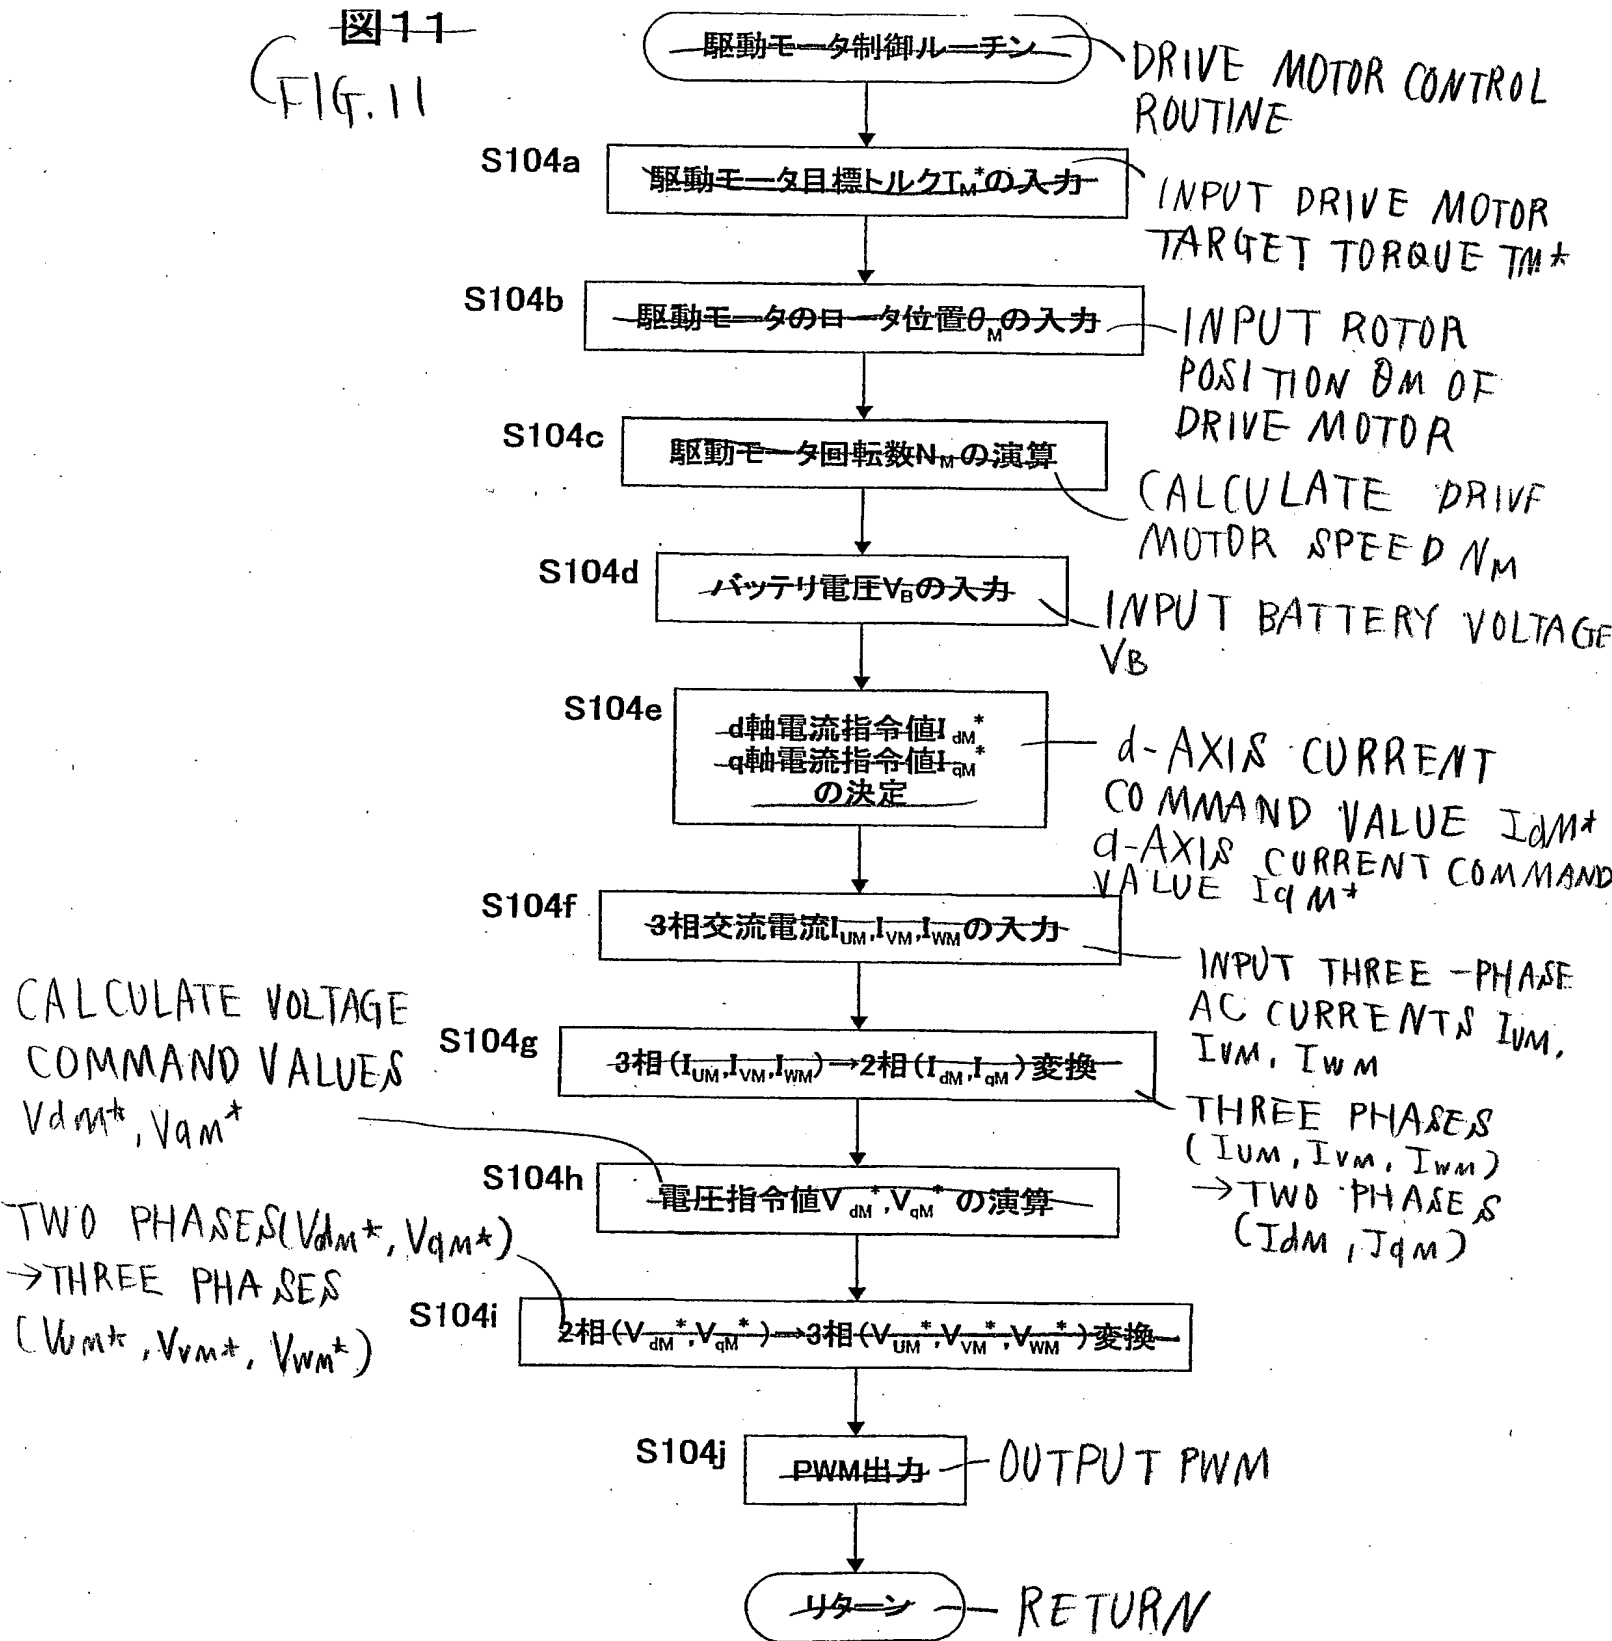 図11
FIG. 11
駆動モータ制御ルーチン
DRIVE MOTOR CONTROL
ROUTINE
S104a
駆動モータ目標トルクTM*の入力
INPUT DRIVE MOTOR
TARGET TORQUE TM*
S104b
駆動モータのロータ位置θMの入力
INPUT ROTOR
POSITION θM OF
DRIVE MOTOR
S104c
駆動モータ回転数NMの演算
CALCULATE DRIVE
MOTOR SPEED NM
S104d
バッテリ電圧VBの入力
INPUT BATTERY VOLTAGE
VB
S104e
d軸電流指令値IdM*
q軸電流指令値IqM*
の決定
d-AXIS CURRENT
COMMAND VALUE IdM*
q-AXIS CURRENT COMMAND
VALUE IqM*
S104f
3相交流電流IUM,IVM,IWMの入力
INPUT THREE-PHASE
AC CURRENTS IUM,
IVM, IWM
S104g
3相(IUM,IVM,IWM)→2相(IdM,IqM)変換
THREE PHASES
(IUM, IVM, IWM)
→TWO PHASES
(IdM, IqM)
CALCULATE VOLTAGE
COMMAND VALUES
VdM*, VqM*
S104h
電圧指令値VdM*,VqM*の演算
TWO PHASES(VdM*, VqM*)
→THREE PHASES
(VUM*, VVM*, VWM*)
S104i
2相(VdM*,VqM*)→3相(VUM*,VVM*,VWM*)変換
S104j
PWM出力
OUTPUT PWM
リターン
RETURN